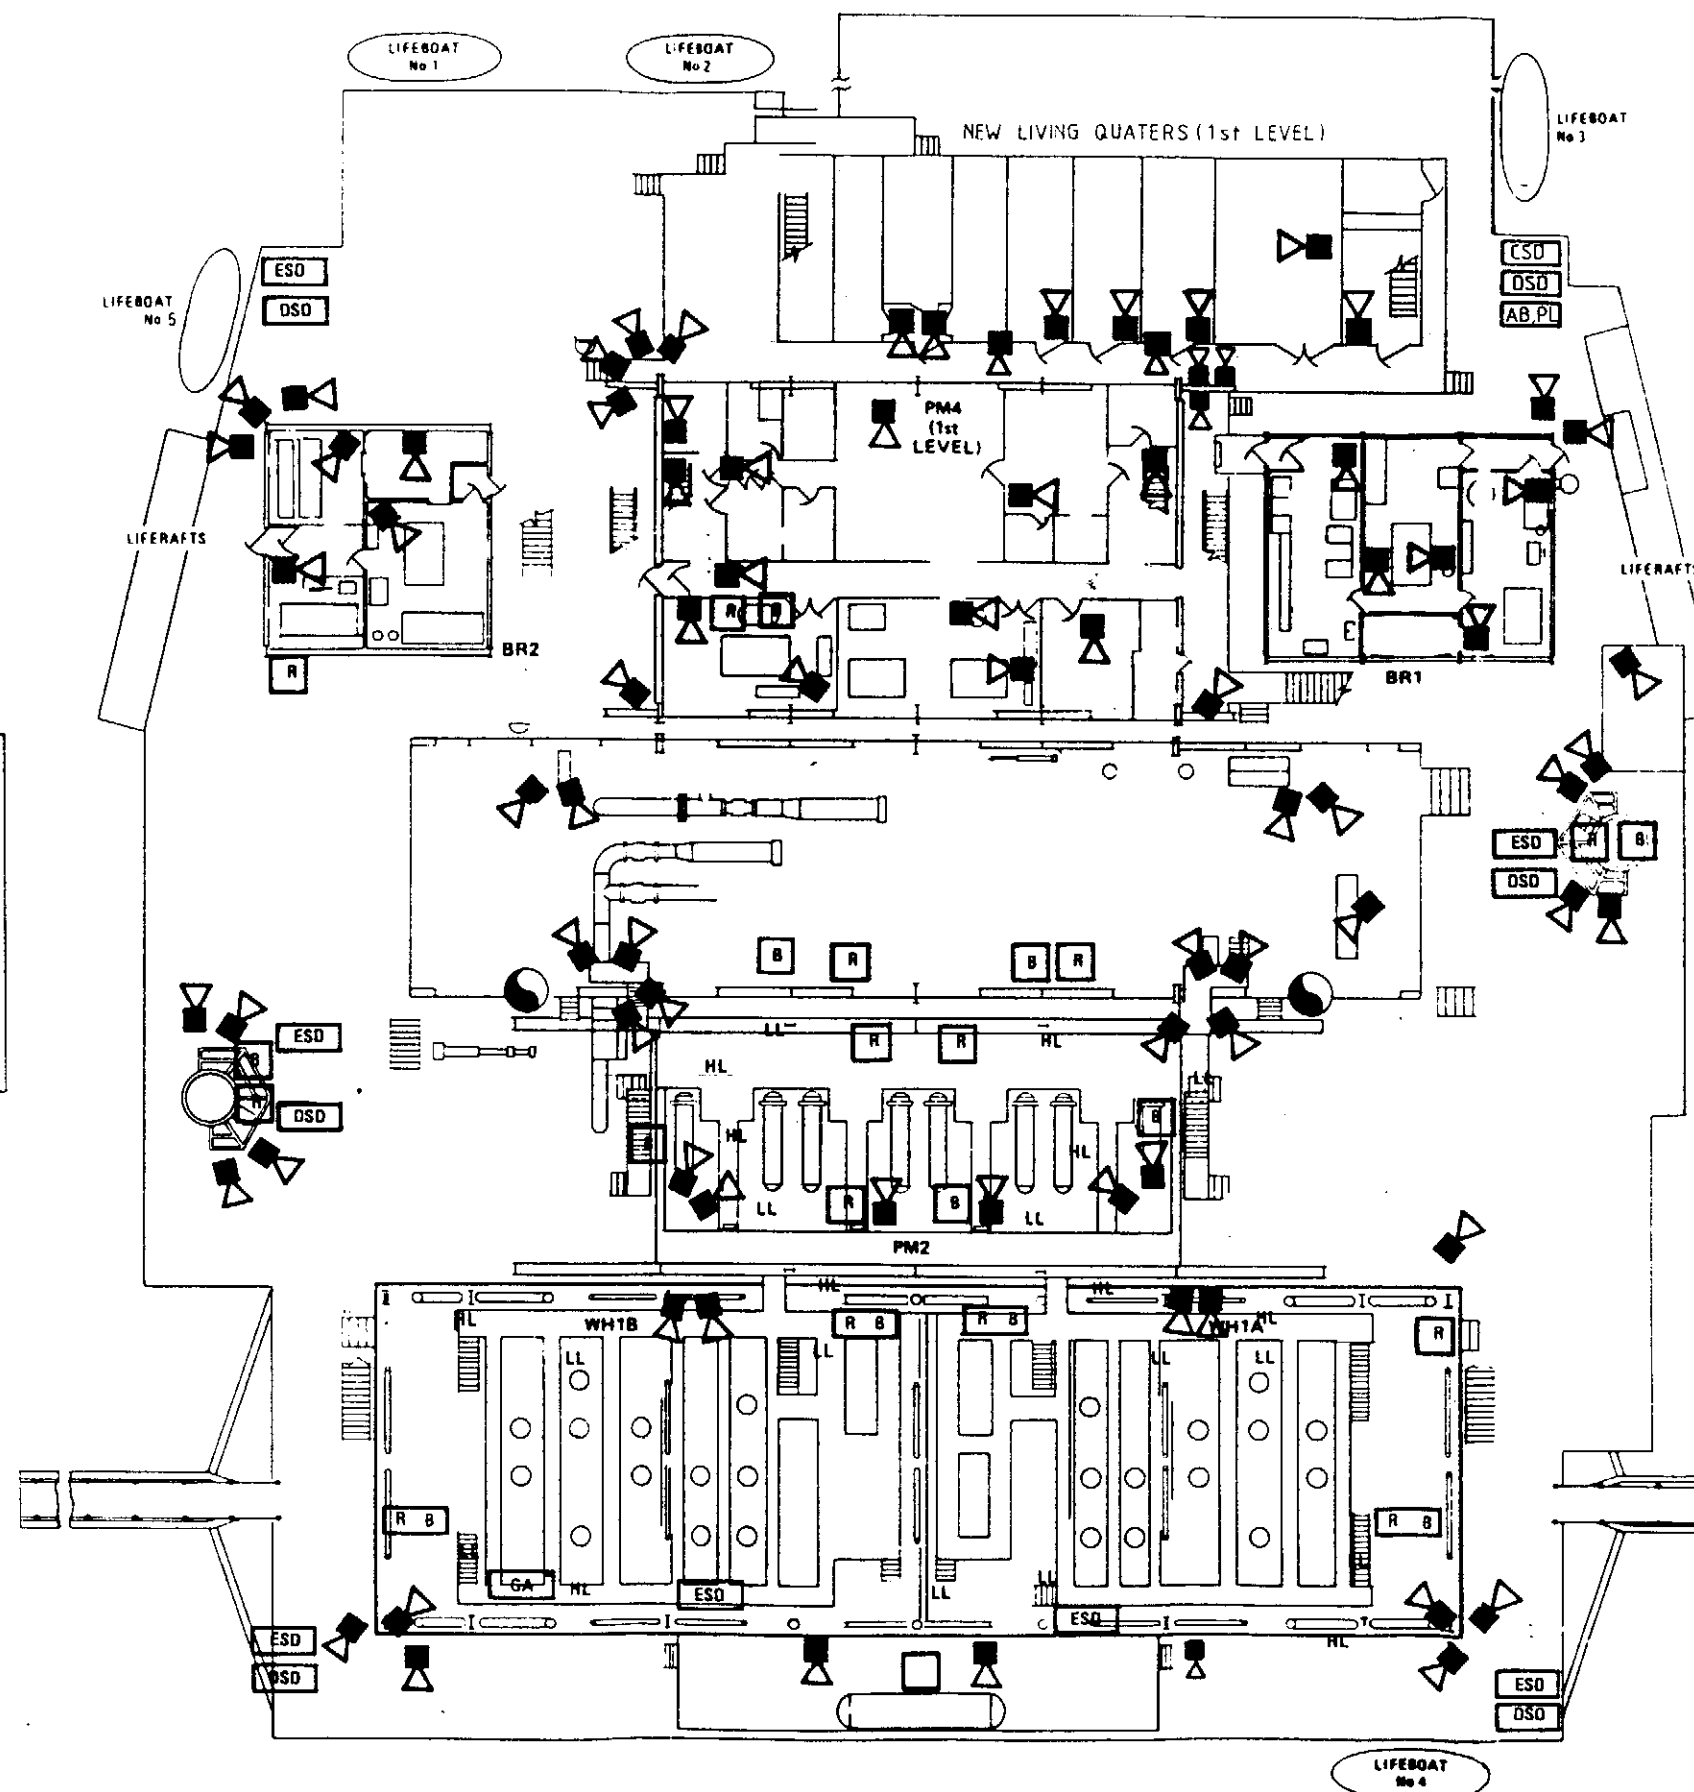 LIFEBOAT
No 1
LIFEBOAT
No 2
LIFEBOAT
No 3
NEW LIVING QUATERS (1st LEVEL)
ESD
DSD
LIFEBOAT
No 5
DSD
AB,PL
PM4
(1st
LEVEL)
LIFERAFTS
LIFERAFTS
R
B
BR2
R
BR1
ESD
R
B
DSD
B
R
B
R
ESD
B
R
DSD
LL
R
R
HL
HL
LL
B
HL
HL
R
B
LL
LL
PM2
HL
HL
HL
WH1B
R B
R B
WH1A
HL
R
LL
LL
LL
LL
R B
R B
GA
HL
ESD
LL
LL
ESD
ESD
DSD
HL
ESD
DSD
LIFEBOAT
No 4